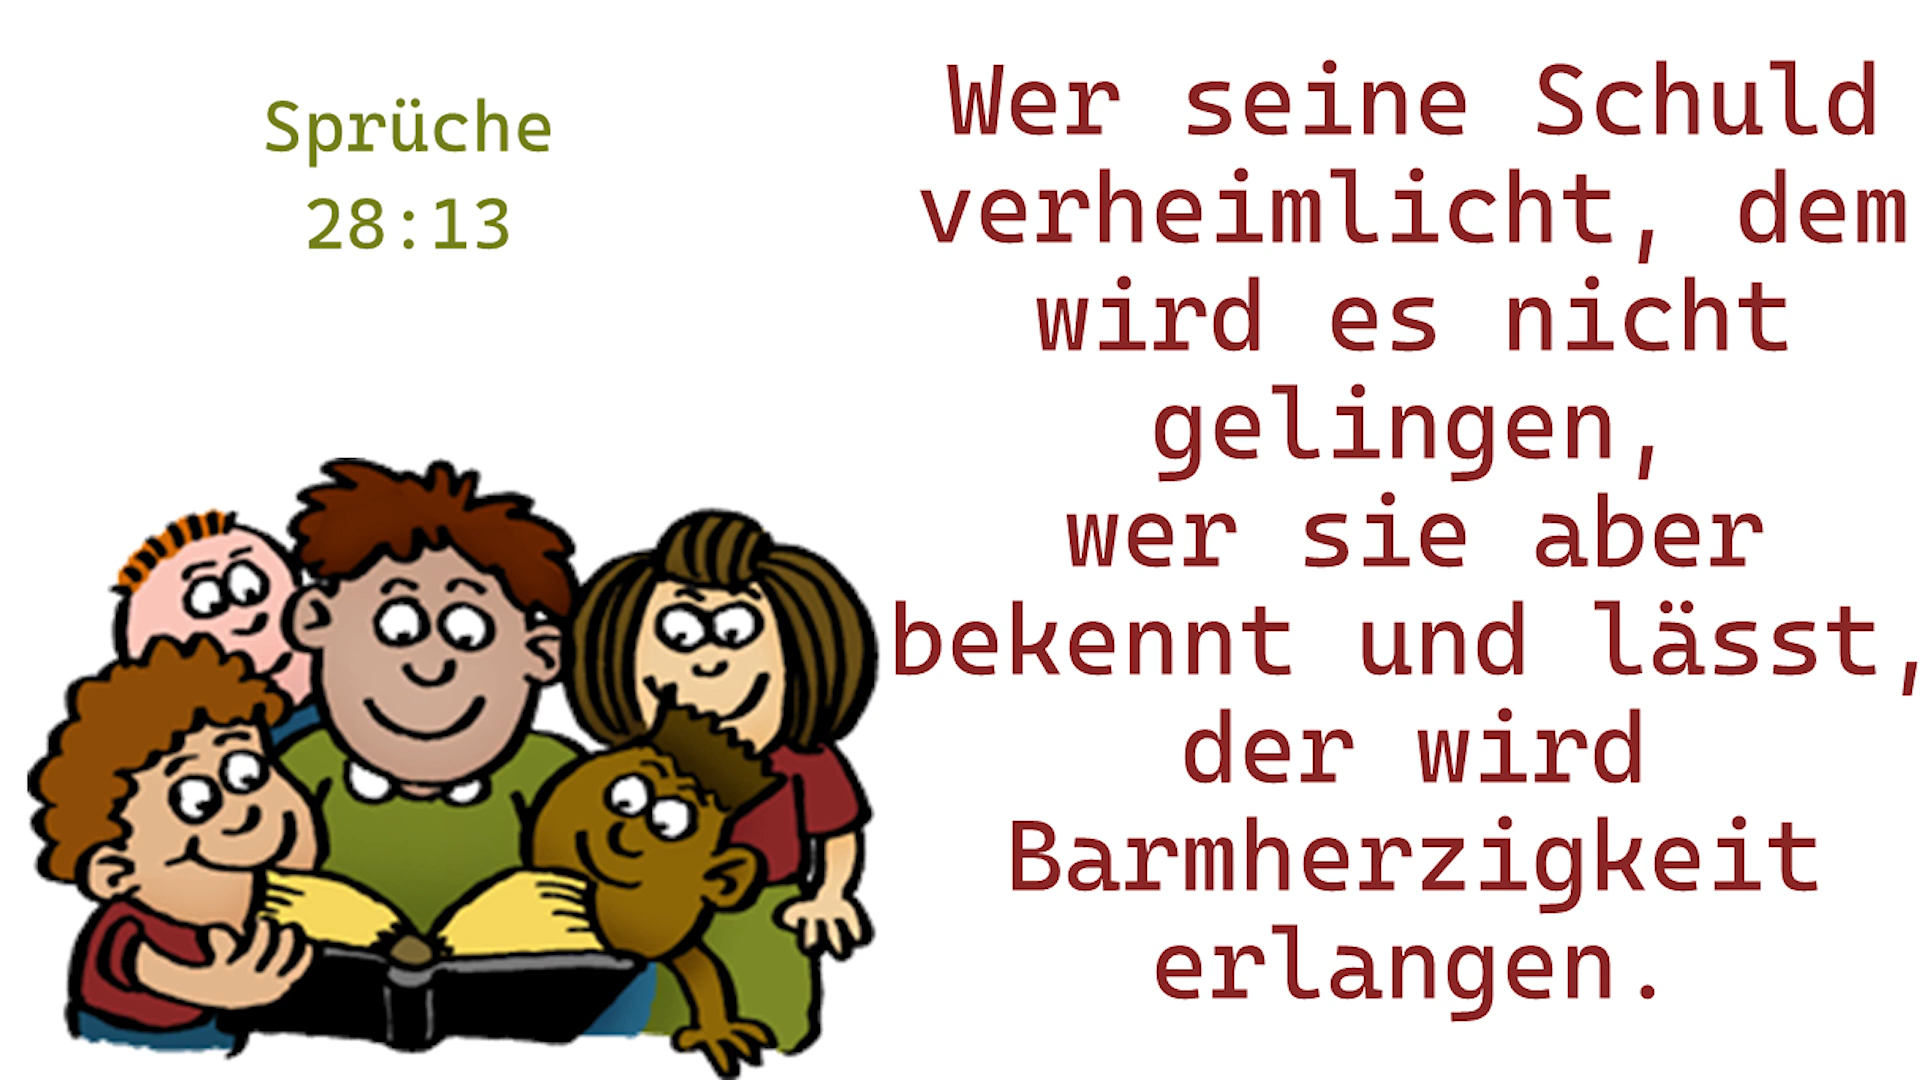 Sprüche
28:13
Wer seine Schuld
verheimlicht, dem
wird es nicht
gelingen,
wer sie aber
bekennt und lässt,
der wird
Barmherzigkeit
erlangen.